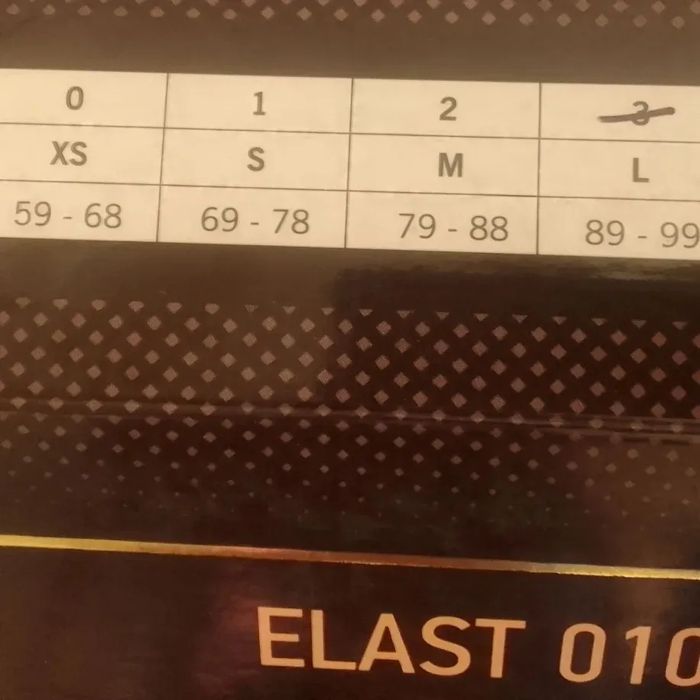 0 1 2 3
XS S M L
59 - 68 69 - 78 79 - 88 89 - 99
ELAST 010